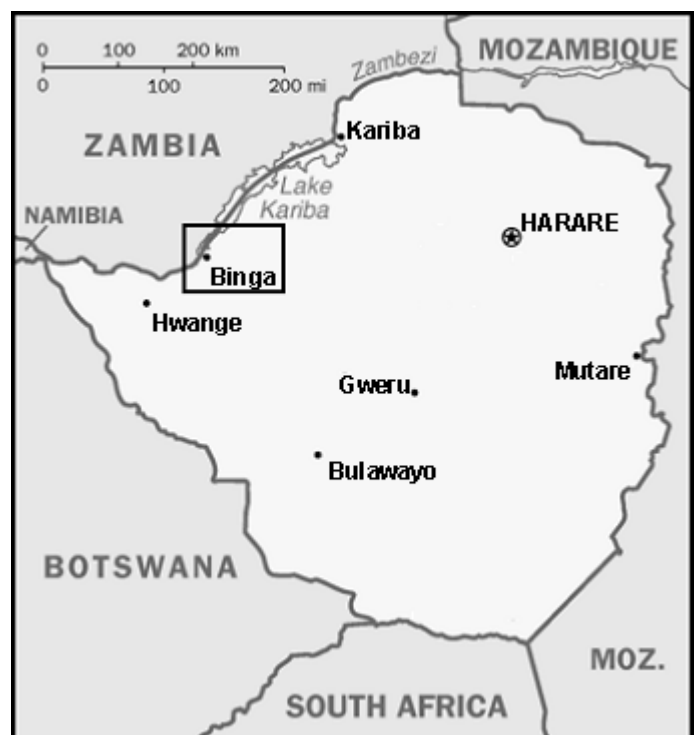 0 100 200 km
0 100 200 mi
Zambezi
MOZAMBIQUE
Kariba
ZAMBIA
Lake
Kariba
NAMIBIA
HARARE
Binga
Hwange
Mutare
Gweru
Bulawayo
BOTSWANA
MOZ.
SOUTH AFRICA